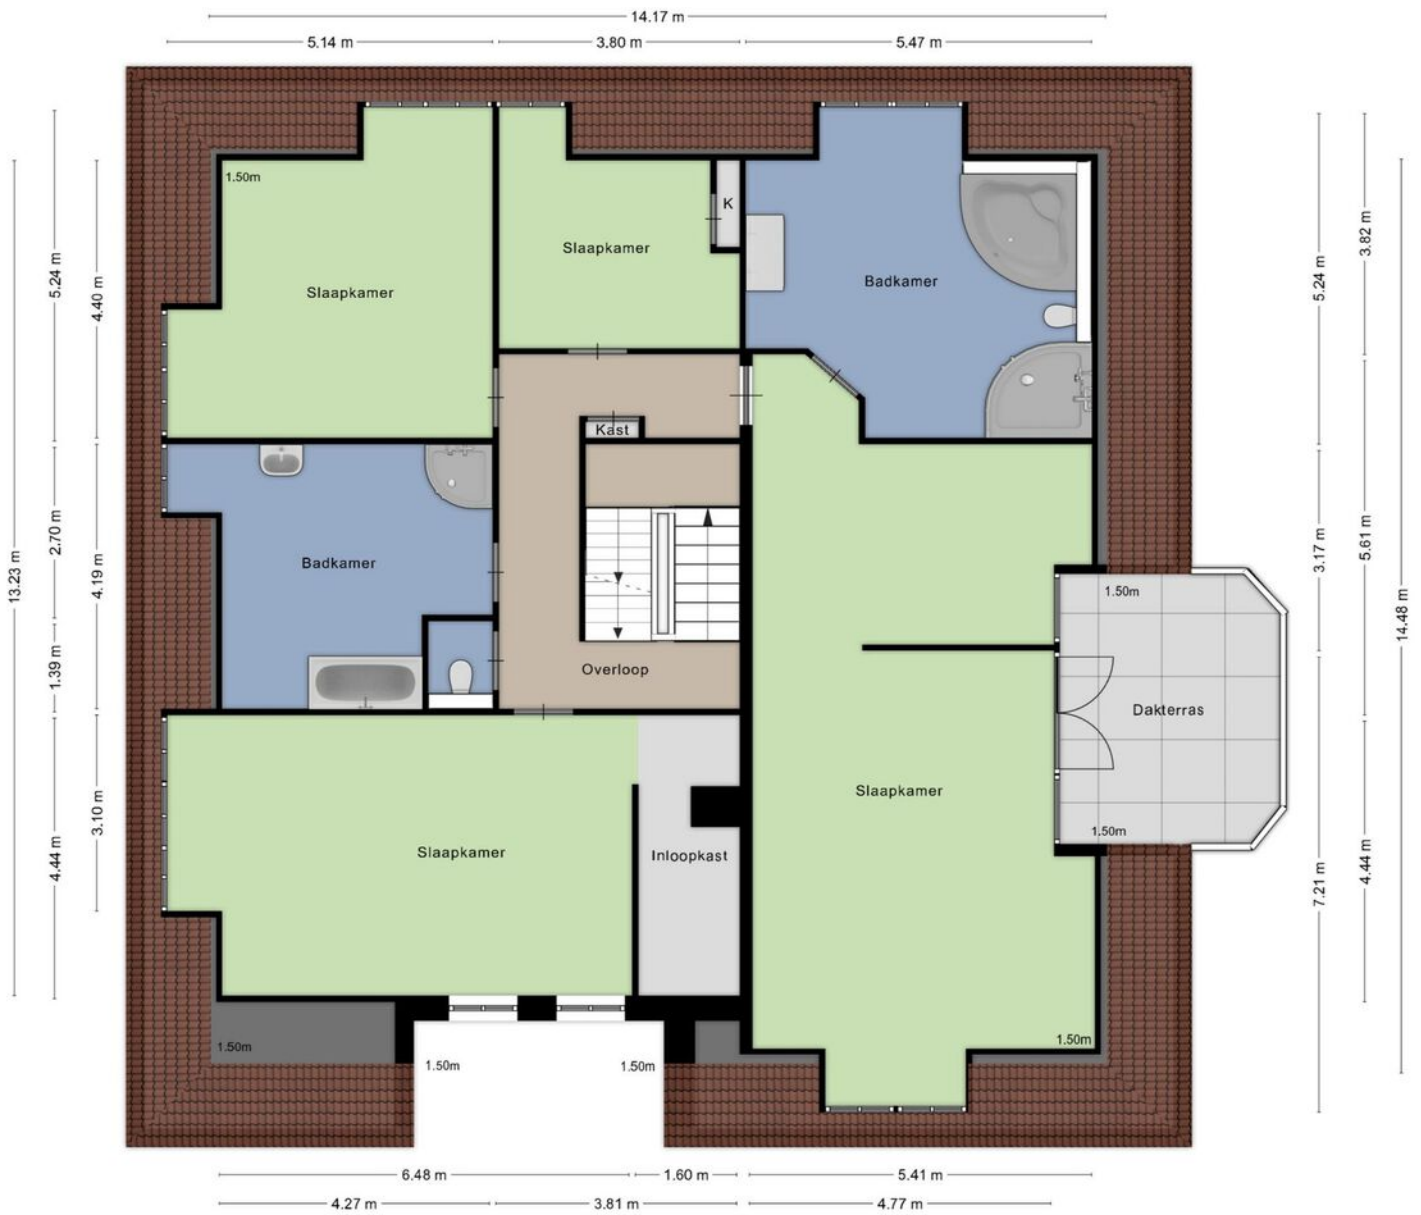 14.17 m
5.14 m
3.80 m
5.47 m
1.50m
K
Slaapkamer
Slaapkamer
Badkamer
Kast
Badkamer
Overloop
1.50m
Dakterras
Slaapkamer
1.50m
Slaapkamer
Inloopkast
1.50m
1.50m
1.50m
1.50m
13.23 m
5.24 m
2.70 m
1.39 m
4.44 m
4.40 m
4.19 m
3.10 m
5.24 m
3.17 m
7.21 m
3.82 m
5.61 m
4.44 m
14.48 m
6.48 m
1.60 m
5.41 m
4.27 m
3.81 m
4.77 m